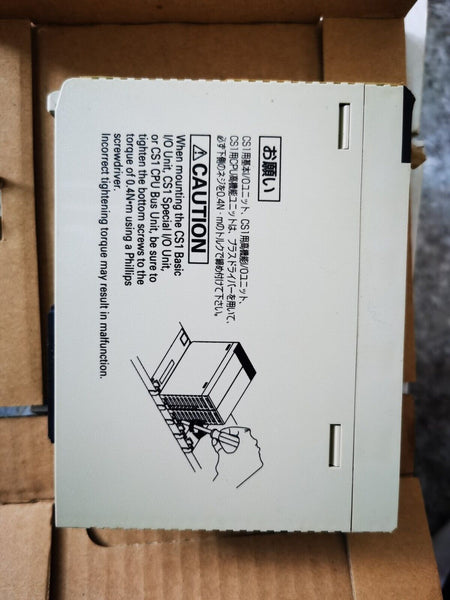 お願い
CS1用基本I/Oユニット、CS1用高機能I/Oユニット、
CS1用CPU高機能ユニットは、プラスドライバーを用いて、
必ず下側のネジを0.4N・mのトルクで締め付けて下さい。
⚠CAUTION
When mounting the CS1 Basic
I/O Unit, CS1 Special I/O Unit,
or CS1 CPU Bus Unit, be sure to
tighten the bottom screws to the
torque of 0.4N•m using a Phillips
screwdriver.
Incorrect tightening torque may result in malfunction.